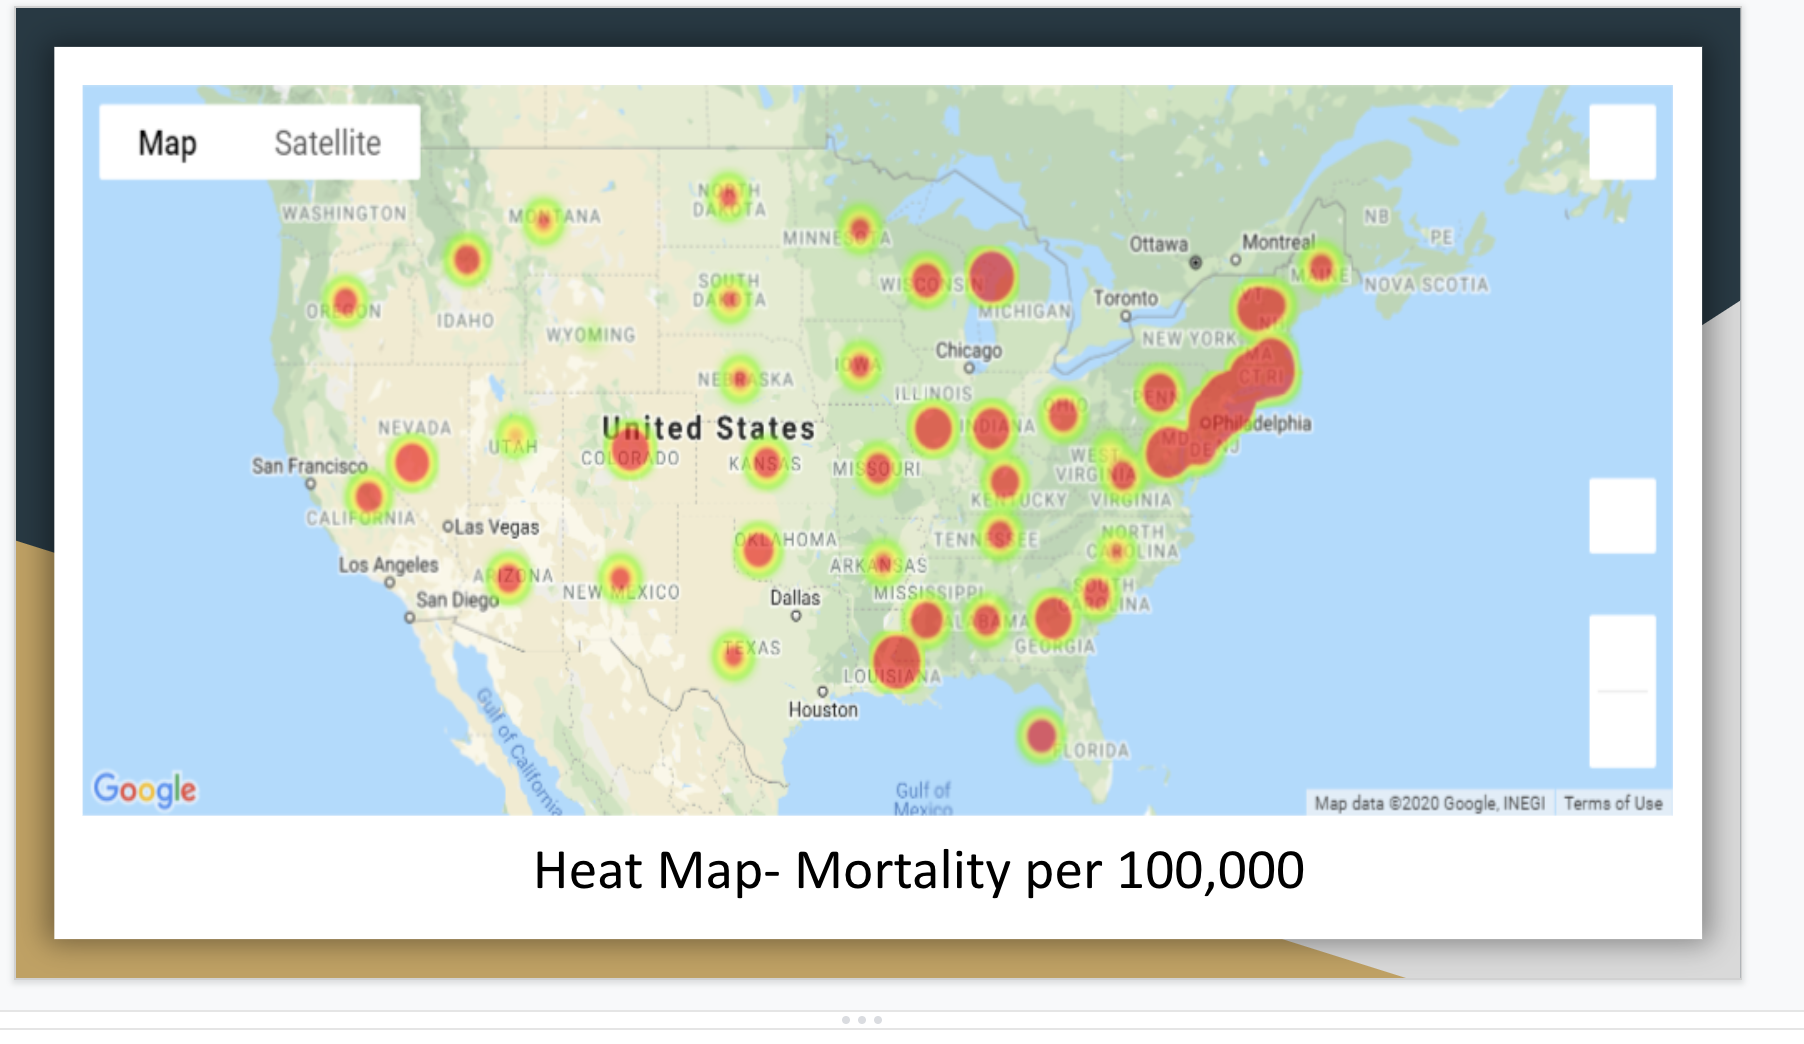 Map Satellite
NORTH
DAKOTA
WASHINGTON
MONTANA
MINNESOTA
NB
PE
Ottawa
Montreal
MAINE
NOVA SCOTIA
SOUTH
DAKOTA
WISCONSIN
OREGON
IDAHO
MICHIGAN
Toronto
VT
NH
WYOMING
NEW YORK
Chicago
MA
IOWA
NEBRASKA
CT RI
ILLINOIS
PENN
OHIO
NEVADA
United States
INDIANA
Philadelphia
UTAH
COLORADO
KANSAS
MISSOURI
MD
DE NJ
WEST
VIRGINIA
San Francisco
KENTUCKY
VIRGINIA
CALIFORNIA
Las Vegas
OKLAHOMA
TENNESSEE
NORTH
CAROLINA
Los Angeles
ARIZONA
NEW MEXICO
ARKANSAS
San Diego
Dallas
MISSISSIPPI
SOUTH
CAROLINA
ALABAMA
GEORGIA
TEXAS
LOUISIANA
Houston
Gulf of California
FLORIDA
Gulf of
Mexico
Google
Map data ©2020 Google, INEGI Terms of Use
Heat Map- Mortality per 100,000